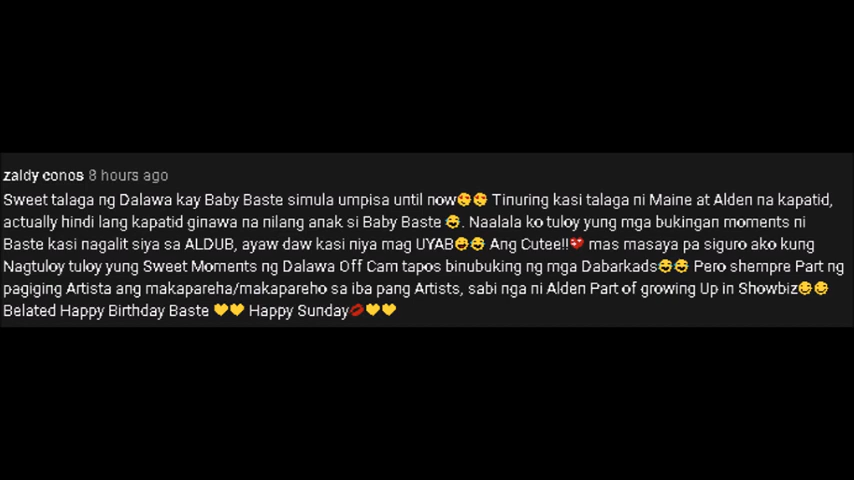 zaldy conos 8 hours ago
Sweet talaga ng Dalawa kay Baby Baste simula umpisa until now😍😍 Tinuring kasi talaga ni Maine at Alden na kapatid,
actually hindi lang kapatid ginawa na nilang anak si Baby Baste 😂. Naalala ko tuloy yung mga bukingan moments ni
Baste kasi nagalit siya sa ALDUB, ayaw daw kasi niya mag UYAB😂😂 Ang Cutee!!💖 mas masaya pa siguro ako kung
Nagtuloy tuloy yung Sweet Moments ng Dalawa Off Cam tapos binubuking ng mga Dabarkads😂😂 Pero shempre Part ng
pagiging Artista ang makapareha/makapareho sa iba pang Artists, sabi nga ni Alden Part of growing Up in Showbiz😂😂
Belated Happy Birthday Baste 💛💛 Happy Sunday💋💛💛